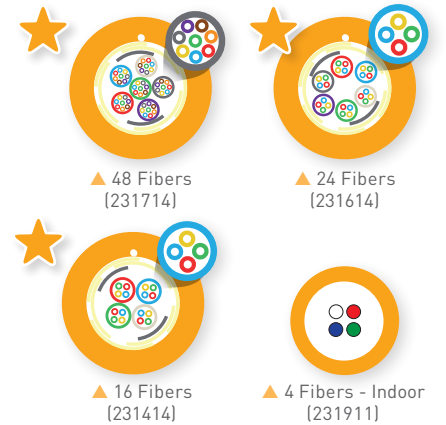 48 Fibers
(231714)
24 Fibers
(231614)
16 Fibers
(231414)
4 Fibers - Indoor
(231911)